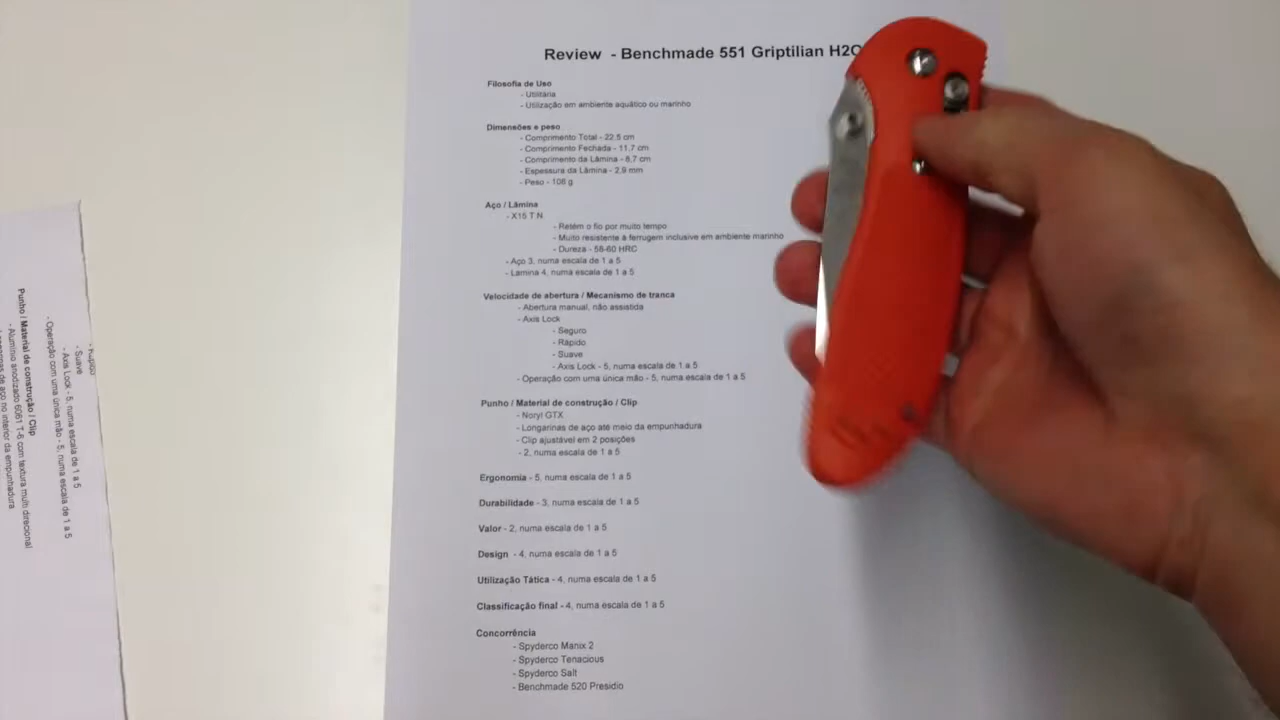 Review - Benchmade 551 Griptilian H2O
Filosofia de Uso
- Utilitária
- Utilização em ambiente aquático ou marinho
Dimensões e peso
- Comprimento Total - 22,5 cm
- Comprimento Fechada - 11,7 cm
- Comprimento da Lâmina - 8,7 cm
- Espessura da Lâmina - 2,9 mm
- Peso - 108 g
Aço / Lâmina
- X15 T.N
- Retém o fio por muito tempo
- Muito resistente à ferrugem inclusive em ambiente marinho
- Dureza - 58-60 HRC
- Aço 3, numa escala de 1 a 5
- Lamina 4, numa escala de 1 a 5
Velocidade de abertura / Mecanismo de tranca
- Abertura manual, não assistida
- Axis Lock
- Seguro
- Rápido
- Suave
- Axis Lock - 5, numa escala de 1 a 5
- Operação com uma única mão - 5, numa escala de 1 a 5
Punho / Material de construção / Clip
- Noryl GTX
- Longarinas de aço até meio da empunhadura
- Clip ajustável em 2 posições
- 2, numa escala de 1 a 5
Ergonomia - 5, numa escala de 1 a 5
Durabilidade - 3, numa escala de 1 a 5
Valor - 2, numa escala de 1 a 5
Design - 4, numa escala de 1 a 5
Utilização Tática - 4, numa escala de 1 a 5
Classificação final - 4, numa escala de 1 a 5
Concorrência
- Spyderco Manix 2
- Spyderco Tenacious
- Spyderco Salt
- Benchmade 520 Presidio
- Rápido
- Suave
- Axis Lock - 5, numa escala de 1 a 5
- Operação com uma única mão - 5, numa escala de 1 a 5
Punho / Material de construção / Clip
- Alumínio anodizado 6061 T-6 com textura multi direcional
de aço no interior da empunhadura